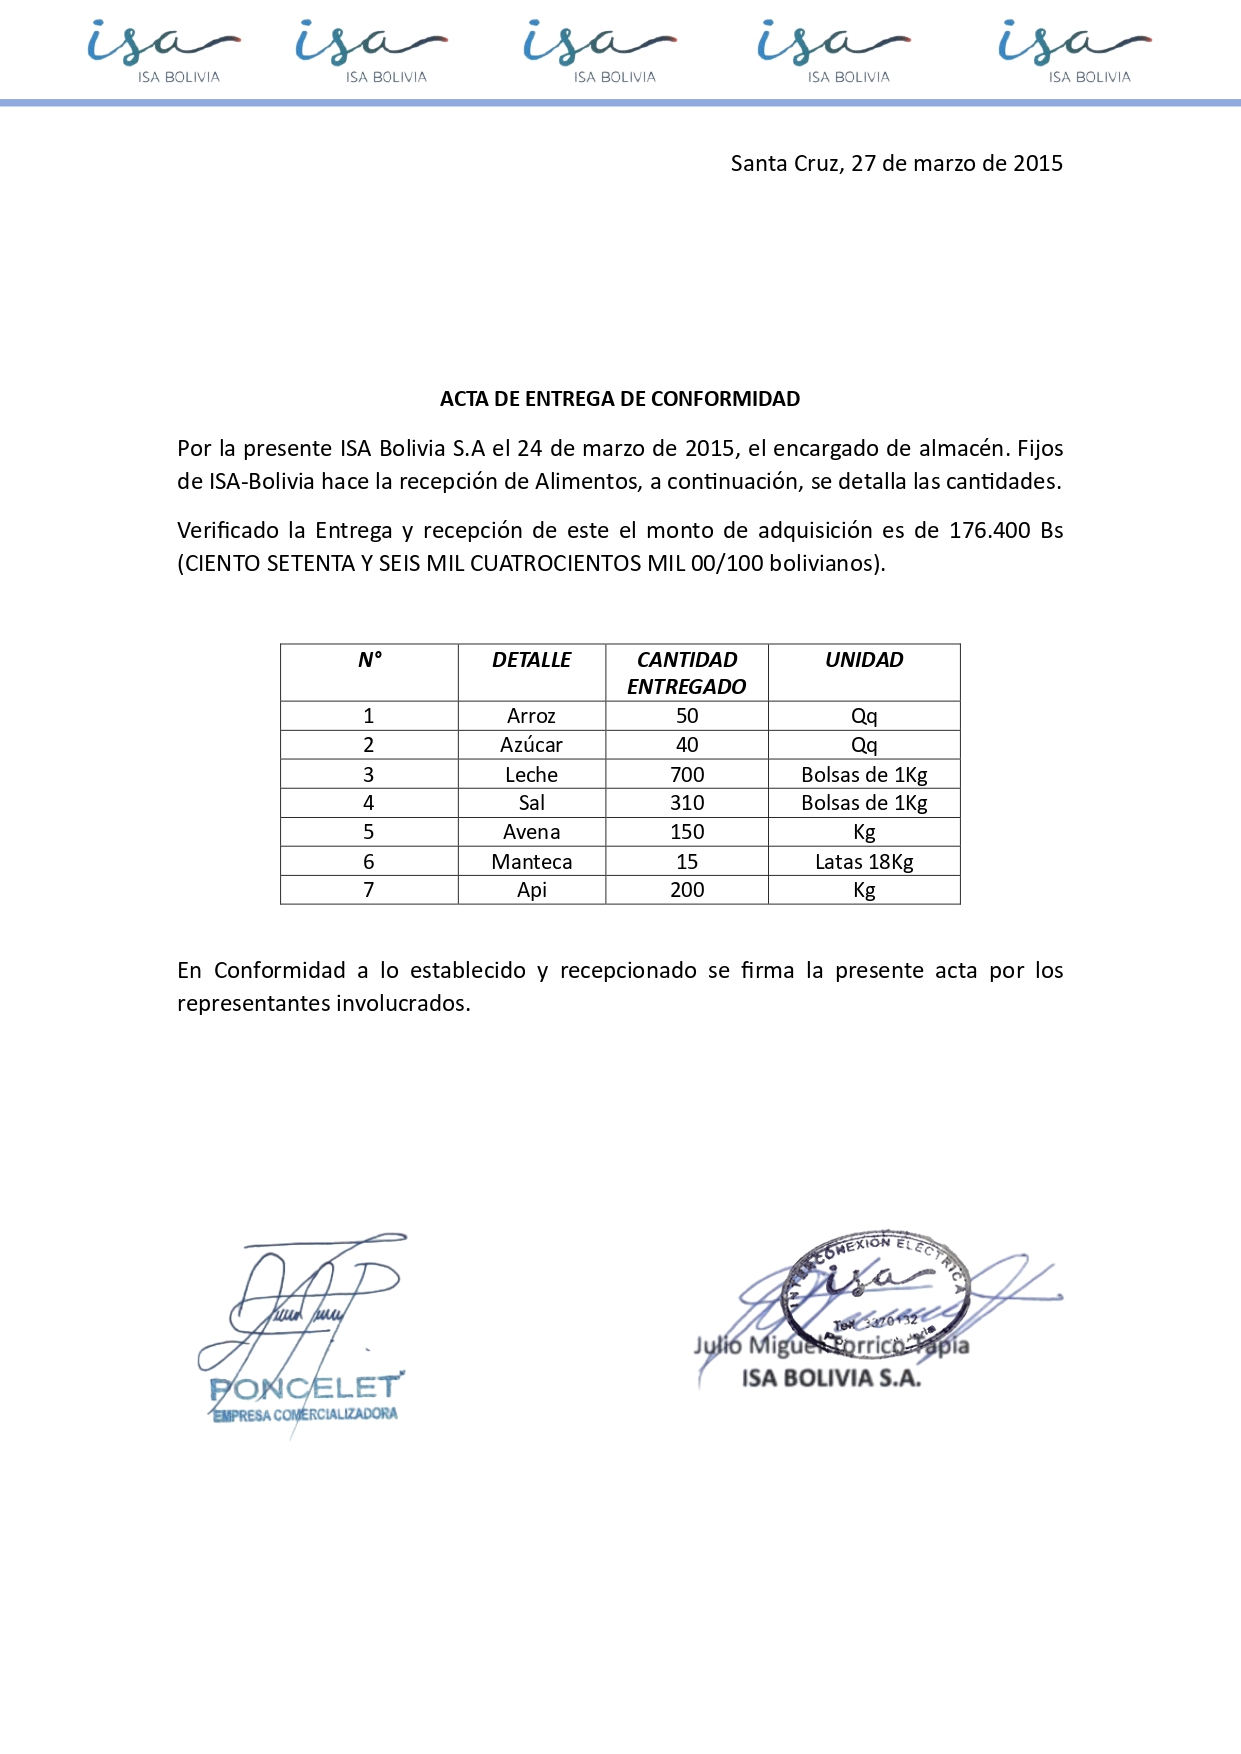 isa isa isa isa isa
ISA BOLIVIA ISA BOLIVIA ISA BOLIVIA ISA BOLIVIA ISA BOLIVIA
Santa Cruz, 27 de marzo de 2015
ACTA DE ENTREGA DE CONFORMIDAD
Por la presente ISA Bolivia S.A el 24 de marzo de 2015, el encargado de almacén. Fijos
de ISA-Bolivia hace la recepción de Alimentos, a continuación, se detalla las cantidades.
Verificado la Entrega y recepción de este el monto de adquisición es de 176.400 Bs
(CIENTO SETENTA Y SEIS MIL CUATROCIENTOS MIL 00/100 bolivianos).
N° DETALLE CANTIDAD ENTREGADO UNIDAD
1 Arroz 50 Qq
2 Azúcar 40 Qq
3 Leche 700 Bolsas de 1Kg
4 Sal 310 Bolsas de 1Kg
5 Avena 150 Kg
6 Manteca 15 Latas 18Kg
7 Api 200 Kg
En Conformidad a lo establecido y recepcionado se firma la presente acta por los
representantes involucrados.
PONCELET
EMPRESA COMERCIALIZADORA
INTERCONEXION ELECTRICA
isa
Telf. 3370132
Julio Miguel Torrico Tapia
ISA BOLIVIA S.A.